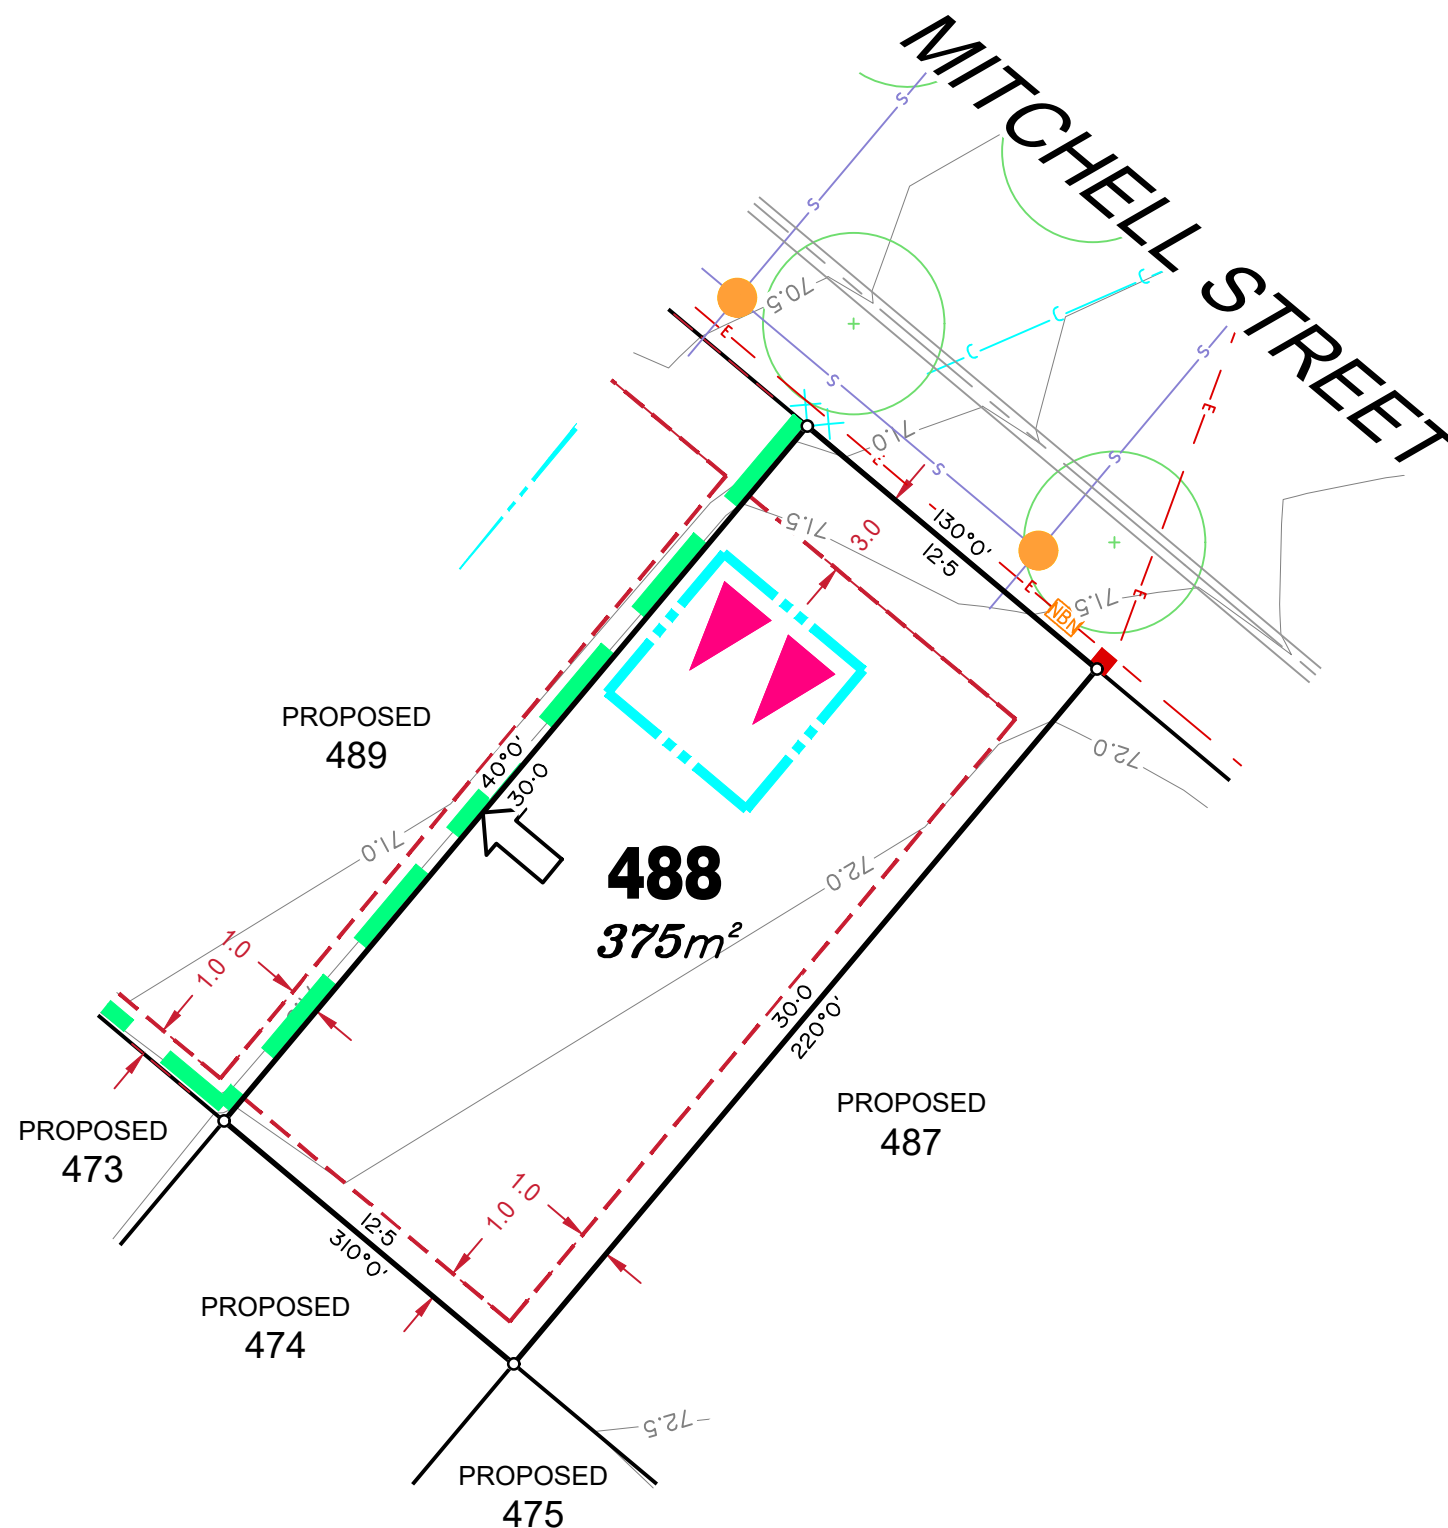 MITCHELL STREET
S
S
70.5
E
C
C
S
S
E
71.0
S
S
E
71.5
3.0
130°0'
12·5
E
NBN
71.5
E
PROPOSED
489
40°0'
30·0
72.0
71.0
488
375m²
72.0
1.0
1.0
30·0
220°0'
PROPOSED
487
PROPOSED
473
1.0
1.0
12·5
310°0'
PROPOSED
474
72.5
PROPOSED
475